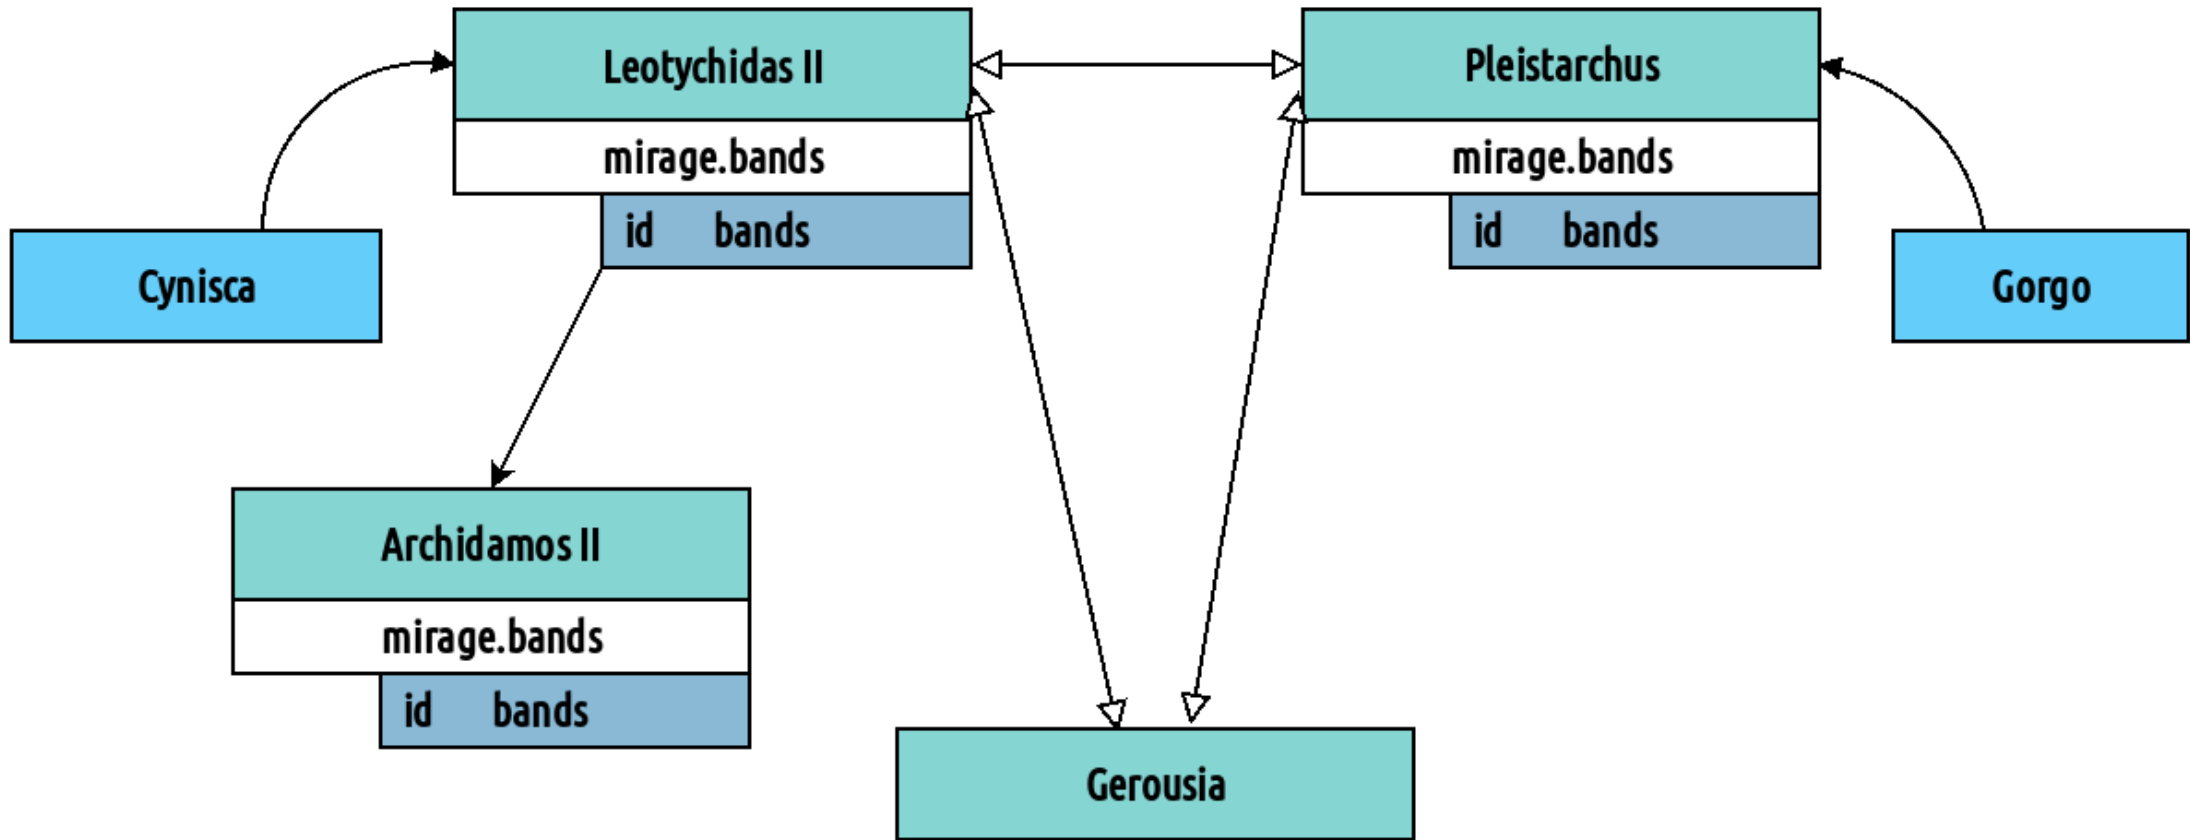 Leotychidas II
mirage.bands
id bands
Pleistarchus
mirage.bands
id bands
Cynisca
Gorgo
Archidamos II
mirage.bands
id bands
Gerousia